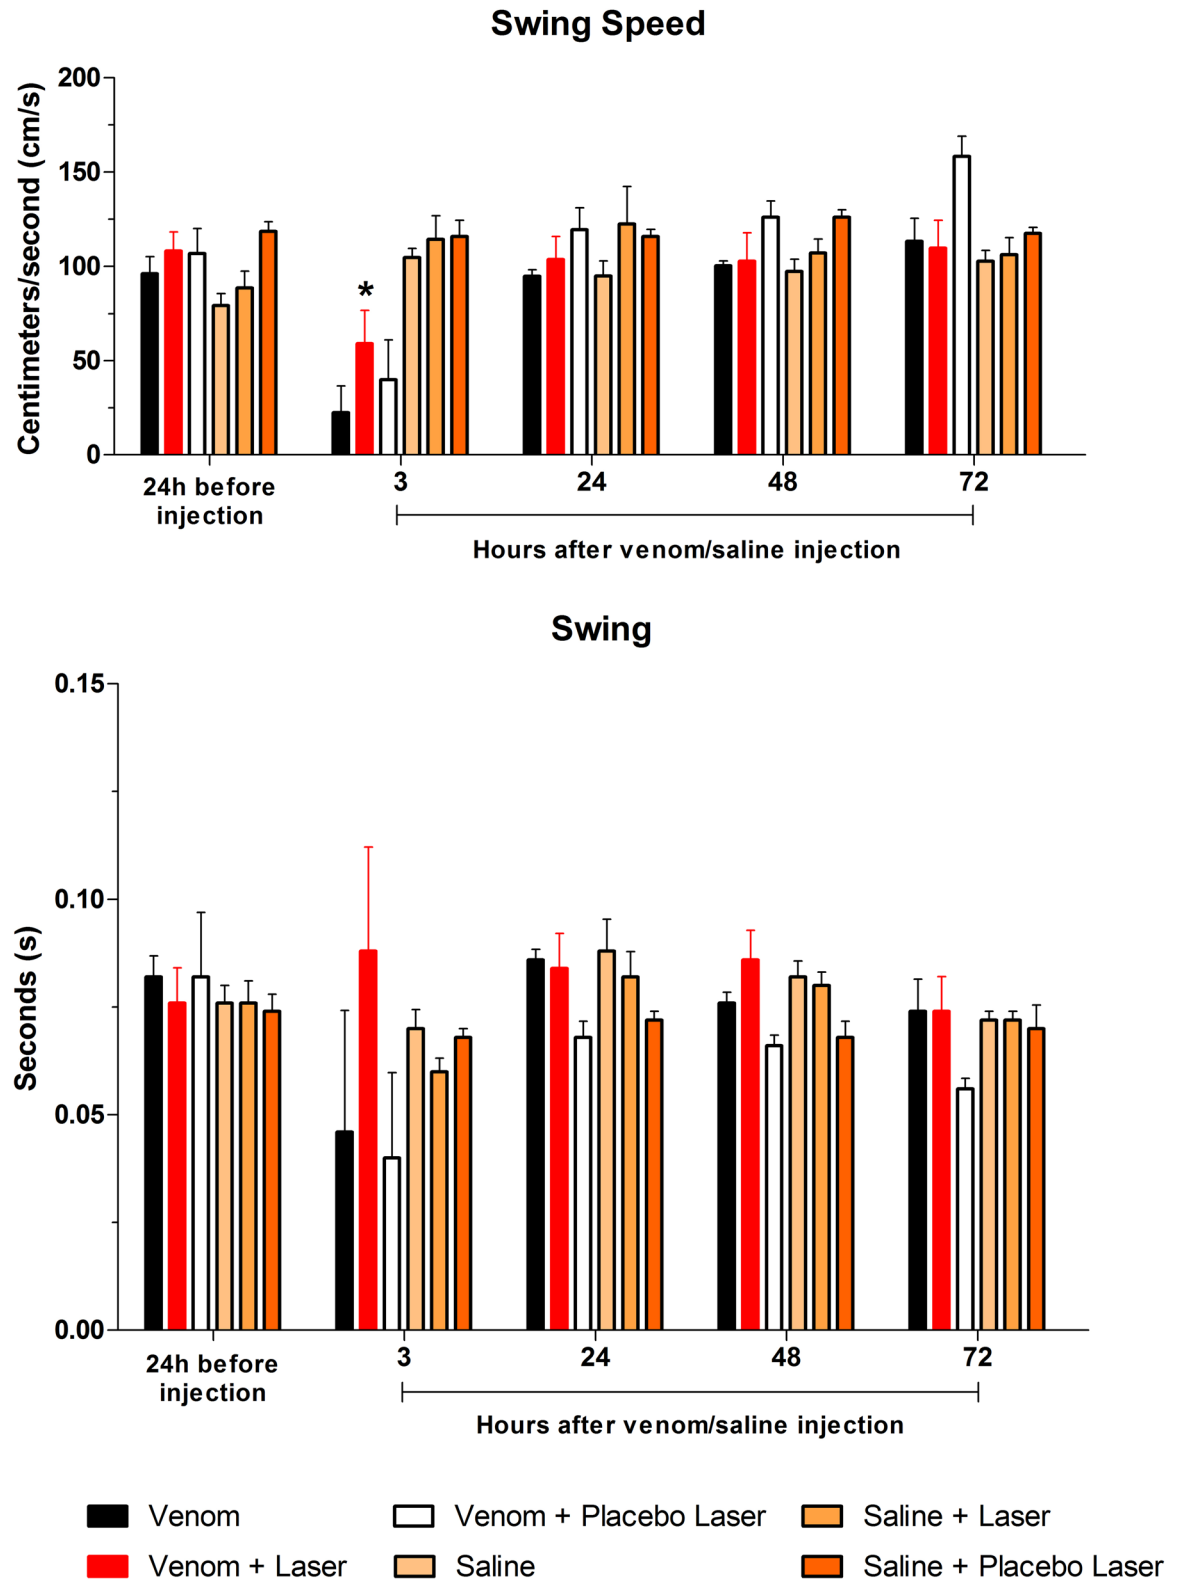 Swing Speed
Centimeters/second (cm/s)
200
150
100
50
0
*
24h before
injection
3
24
48
72
Hours after venom/saline injection
Swing
Seconds (s)
0.15
0.10
0.05
0.00
24h before
injection
3
24
48
72
Hours after venom/saline injection
Venom
Venom + Placebo Laser
Saline + Laser
Venom + Laser
Saline
Saline + Placebo Laser